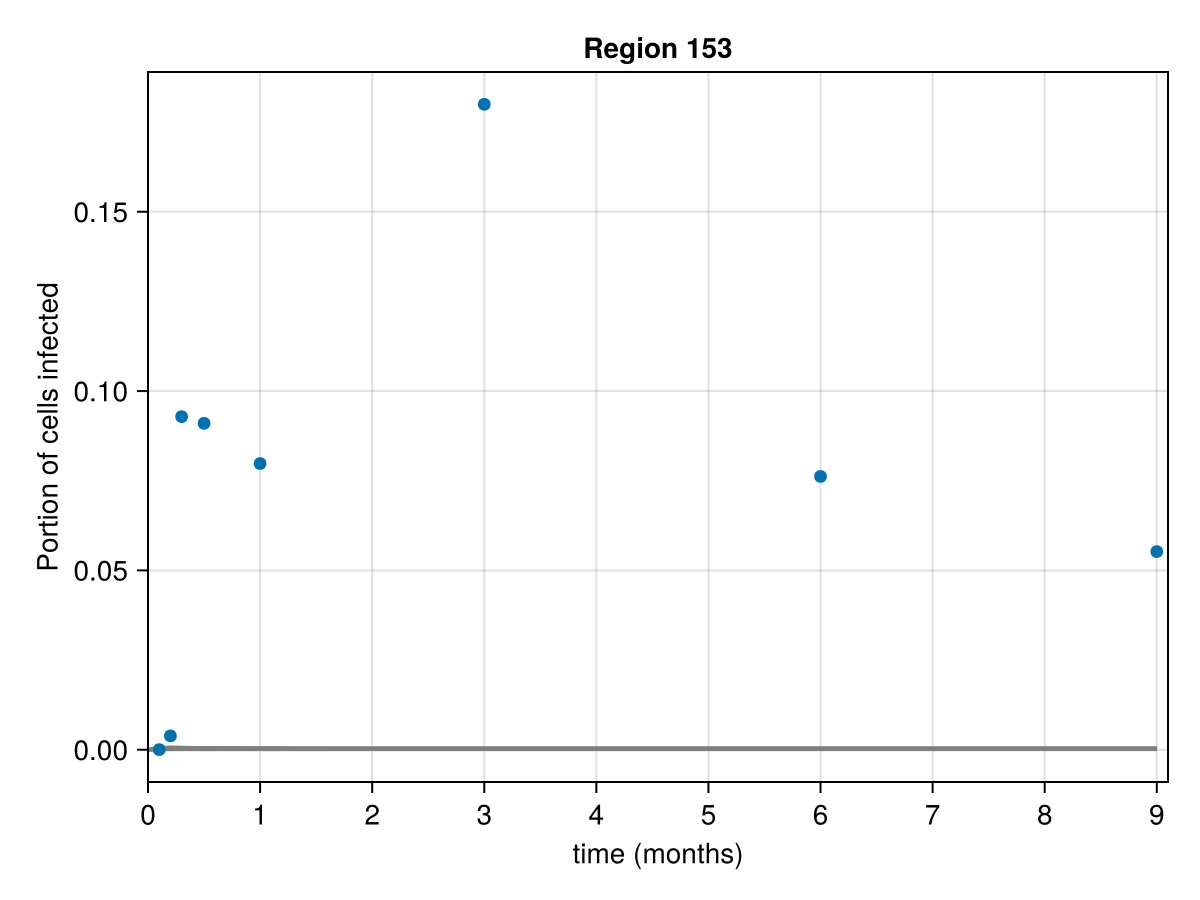 Region 153
Portion of cells infected
0.15
0.10
0.05
0.00
0 1 2 3 4 5 6 7 8 9
time (months)